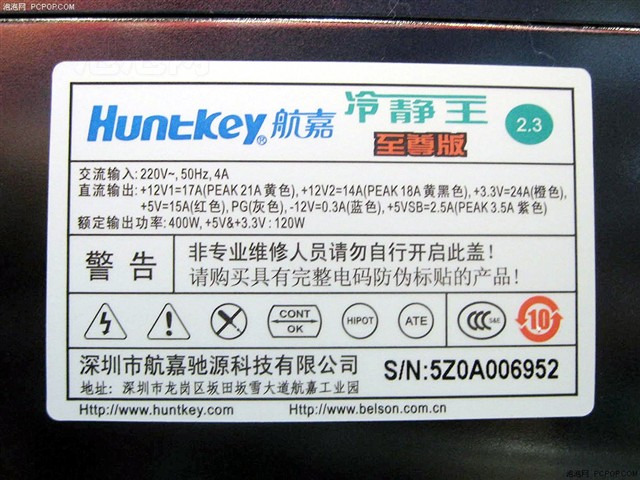 泡泡网 PCPOP.COM
Huntkey® 航嘉 冷静王 至尊版 2.3
交流输入: 220V~, 50Hz, 4A
直流输出: +12V1=17A(PEAK 21A 黄色), +12V2=14A(PEAK 18A 黄黑色), +3.3V=24A(橙色),
+5V=15A(红色), PG(灰色), -12V=0.3A(蓝色), +5VSB=2.5A(PEAK 3.5A 紫色)
额定输出功率: 400W, +5V&+3.3V : 120W
警告
非专业维修人员请勿自行开启此盖!
请购买具有完整电码防伪标贴的产品!
CONT OK HIPOT ATE CCC S&E 10
深圳市航嘉驰源科技有限公司 S/N:5Z0A006952
地址: 深圳市龙岗区坂田坂雪大道航嘉工业园
Http://www.huntkey.com Http://www.belson.com.cn
泡泡网 PCPOP.COM